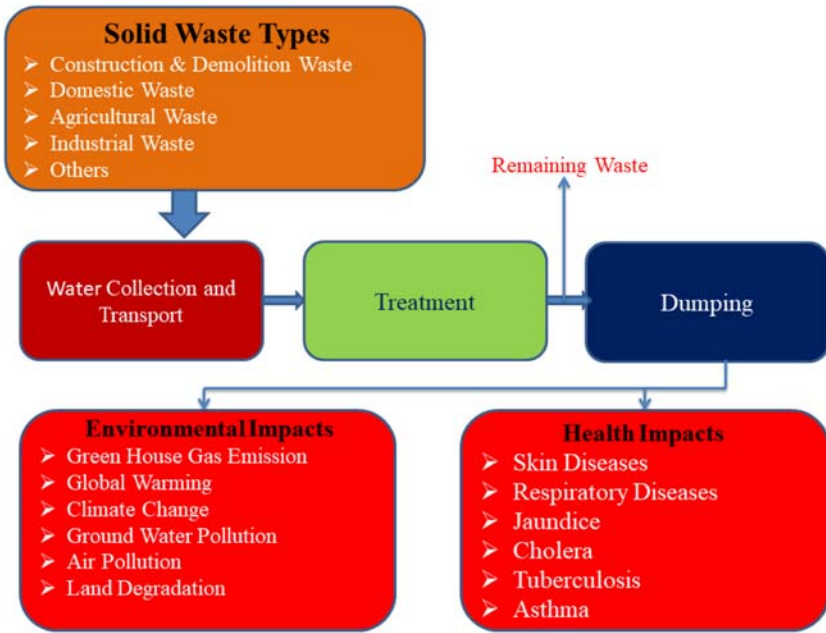 Solid Waste Types
➢ Construction & Demolition Waste
➢ Domestic Waste
➢ Agricultural Waste
➢ Industrial Waste
➢ Others
Remaining Waste
Water Collection and
Transport
Treatment
Dumping
Environmental Impacts
➢ Green House Gas Emission
➢ Global Warming
➢ Climate Change
➢ Ground Water Pollution
➢ Air Pollution
➢ Land Degradation
Health Impacts
➢ Skin Diseases
➢ Respiratory Diseases
➢ Jaundice
➢ Cholera
➢ Tuberculosis
➢ Asthma